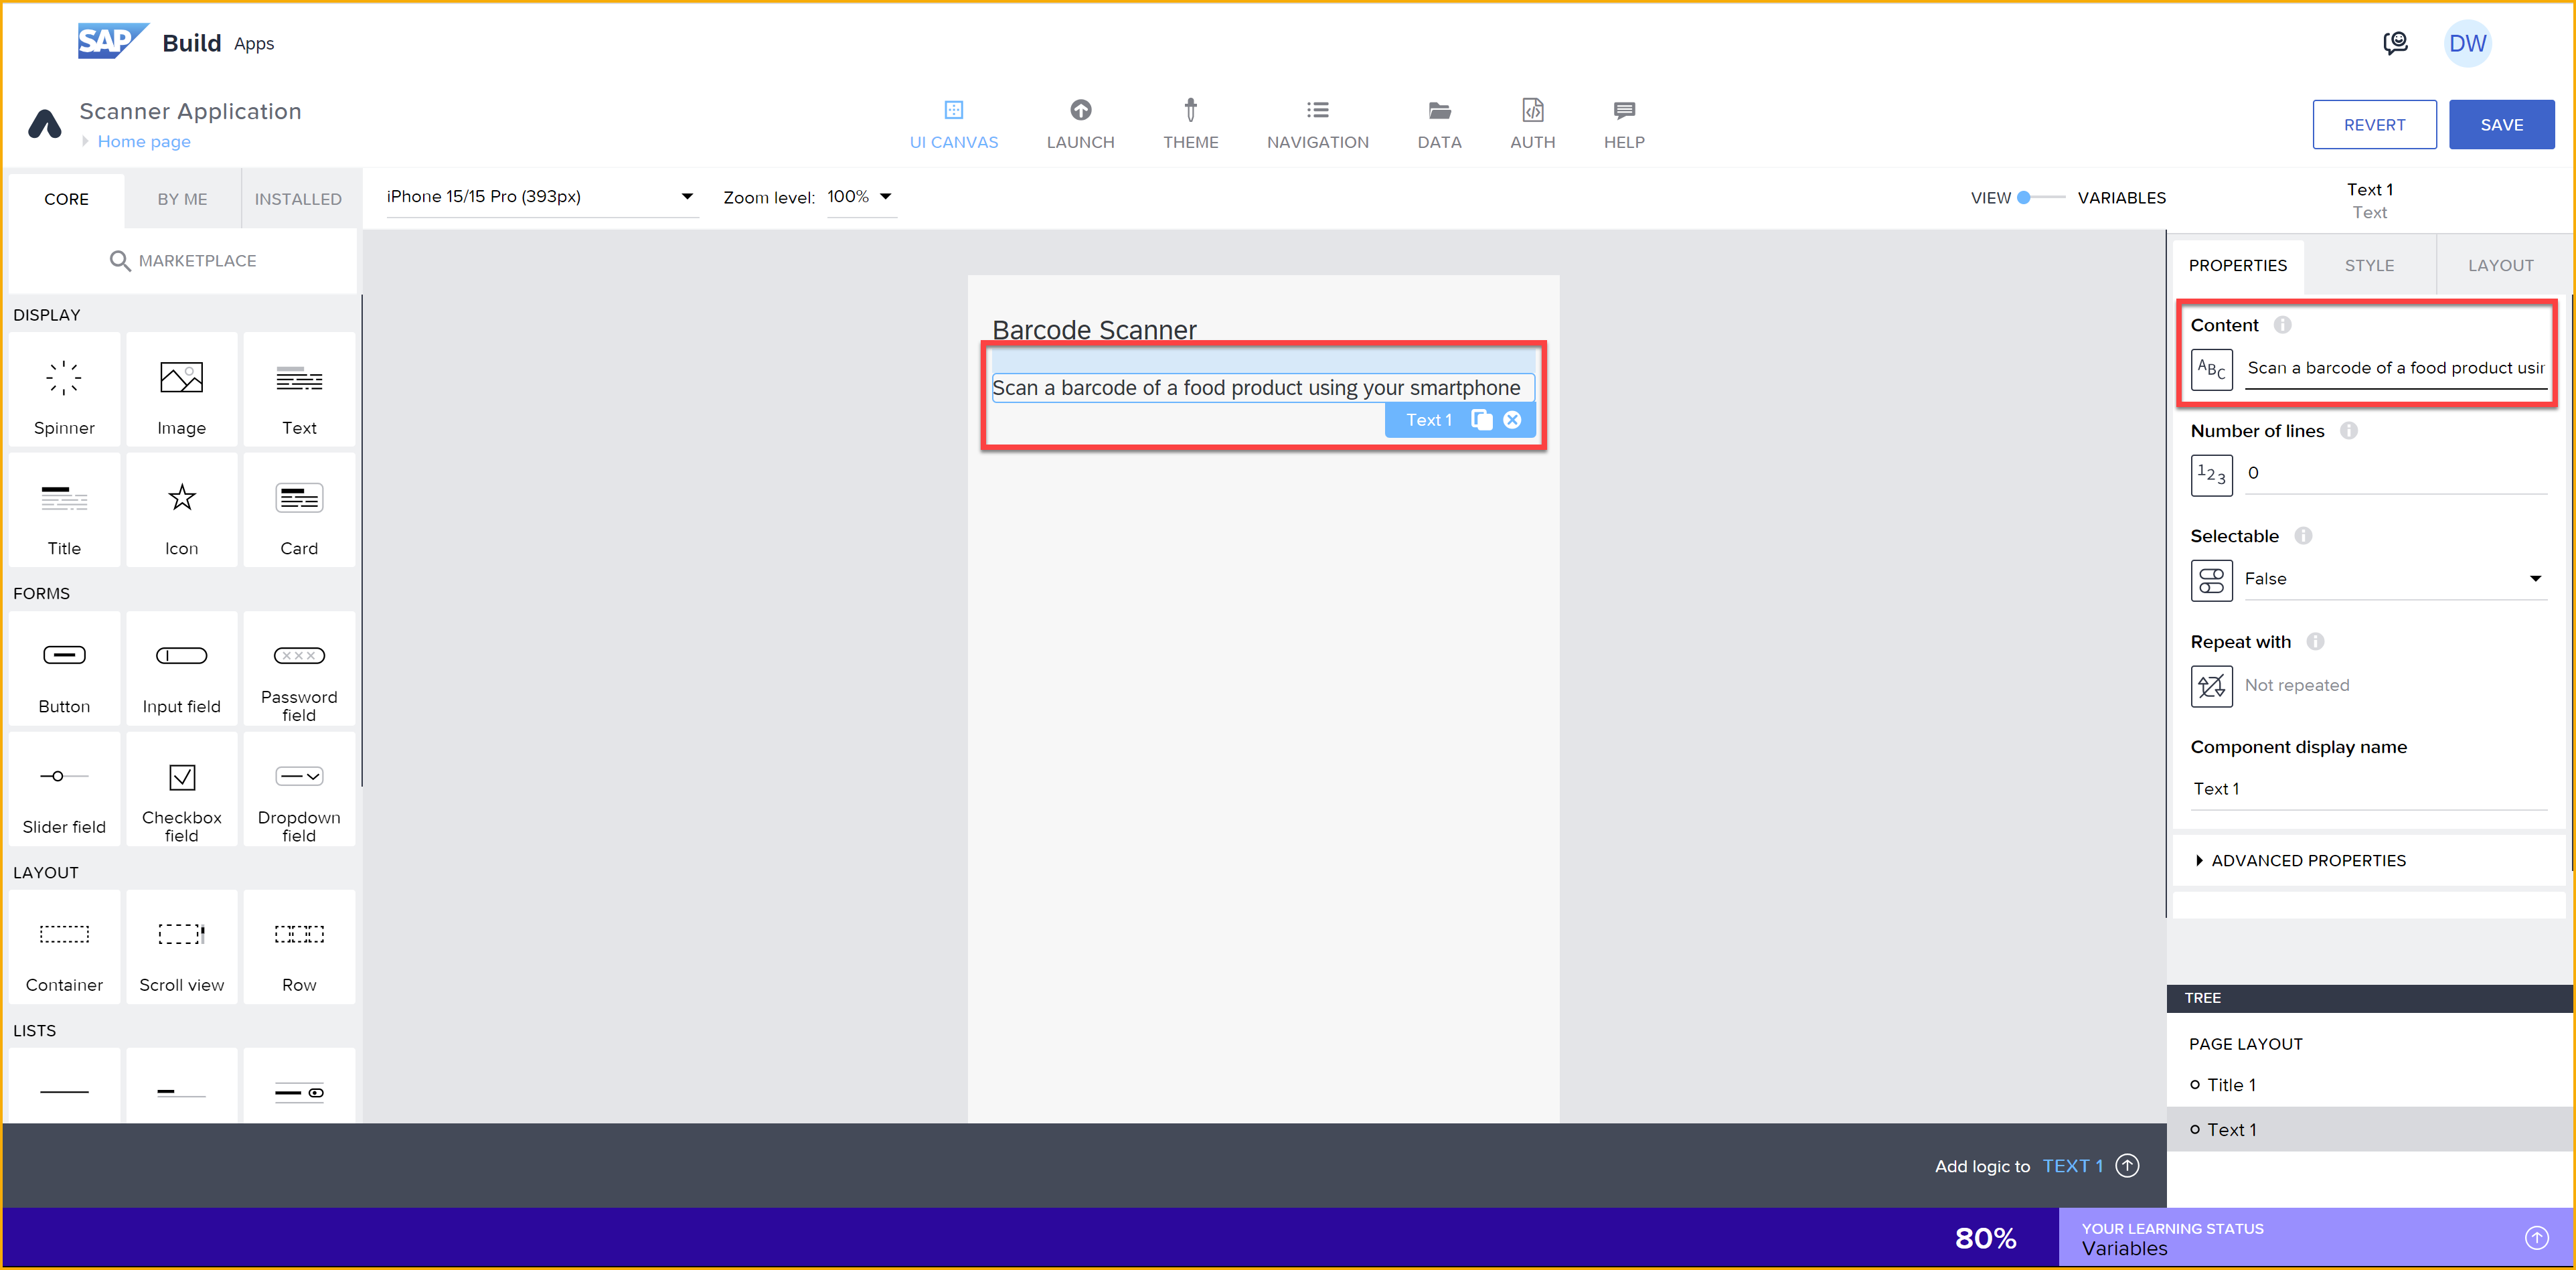 SAP Build Apps
DW
Scanner Application
Home page
UI CANVAS
LAUNCH
THEME
NAVIGATION
DATA
AUTH
HELP
REVERT
SAVE
CORE
BY ME
INSTALLED
iPhone 15/15 Pro (393px)
Zoom level: 100%
VIEW
VARIABLES
Text 1
Text
MARKETPLACE
DISPLAY
Spinner
Image
Text
Title
Icon
Card
FORMS
Button
Input field
Password
field
Slider field
Checkbox
field
Dropdown
field
LAYOUT
Container
Scroll view
Row
LISTS
Barcode Scanner
Scan a barcode of a food product using your smartphone
Text 1
PROPERTIES
STYLE
LAYOUT
Content
ABC
Scan a barcode of a food product usin
Number of lines
123
0
Selectable
False
Repeat with
Not repeated
Component display name
Text 1
ADVANCED PROPERTIES
TREE
PAGE LAYOUT
Title 1
Text 1
Add logic to TEXT 1
80%
YOUR LEARNING STATUS
Variables